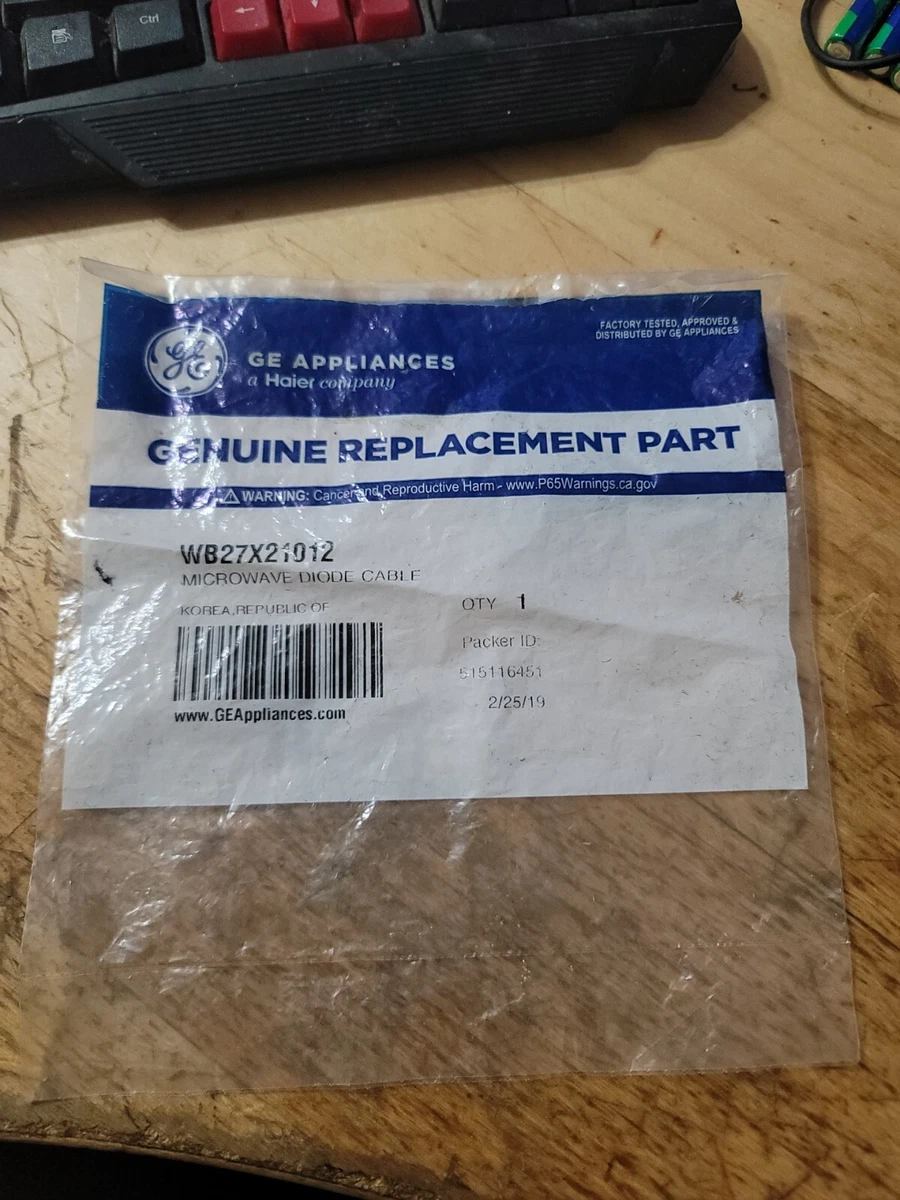 Ctrl
GE
GE APPLIANCES
a Haier company
FACTORY TESTED, APPROVED &
DISTRIBUTED BY GE APPLIANCES
GENUINE REPLACEMENT PART
WARNING: Cancer and Reproductive Harm - www.P65Warnings.ca.gov
WB27X21012
MICROWAVE DIODE CABLE
KOREA,REPUBLIC OF
QTY 1
Packer ID:
515116451
2/25/19
www.GEAppliances.com